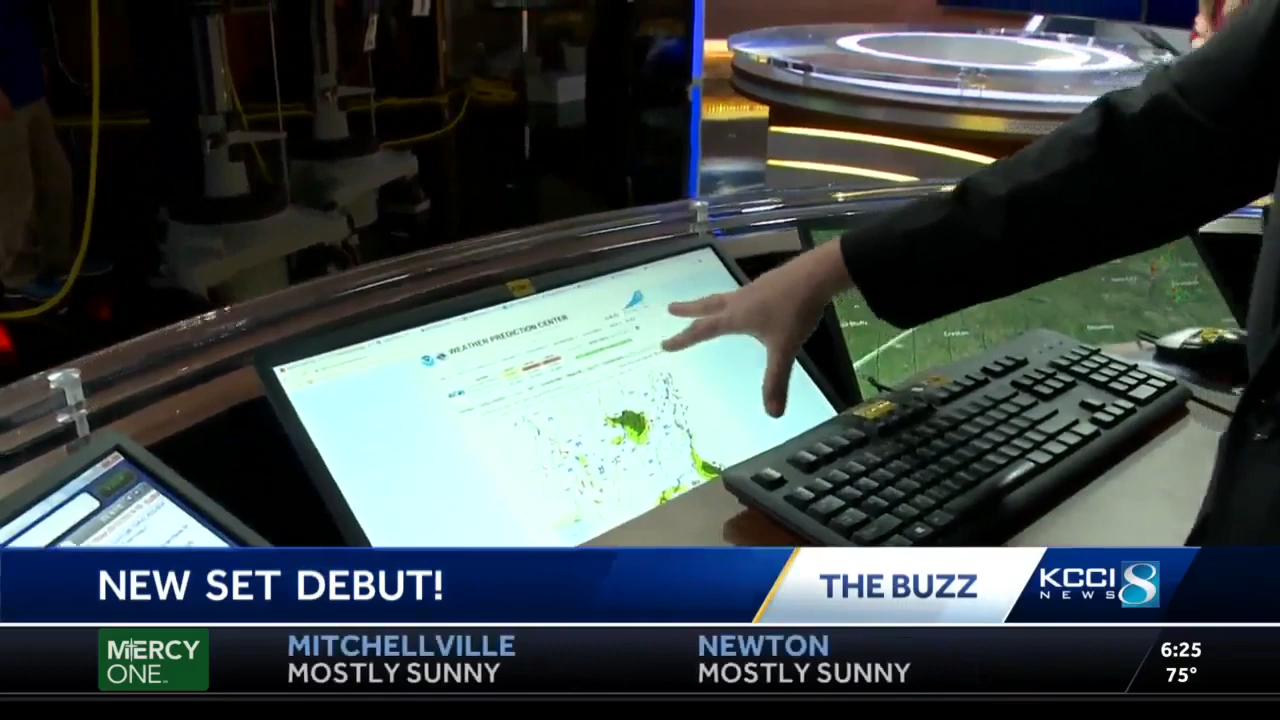 WEATHER PREDICTION CENTER
NEW SET DEBUT!
THE BUZZ
KCCI 8
NEWS
MERCY
ONE
MITCHELLVILLE
MOSTLY SUNNY
NEWTON
MOSTLY SUNNY
6:25
75°